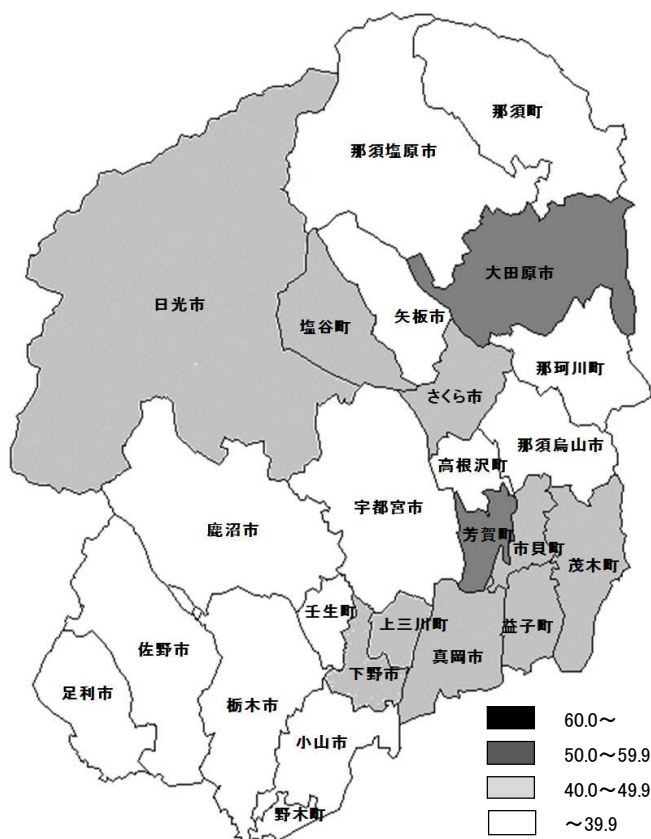 那須町
那須塩原市
大田原市
日光市
塩谷町
矢板市
那珂川町
さくら市
那須烏山市
高根沢町
宇都宮市
鹿沼市
芳賀町
市貝町
茂木町
壬生町
上三川町
益子町
佐野市
真岡市
下野市
足利市
栃木市
小山市
野木町
60.0～
50.0～59.9
40.0～49.9
～39.9